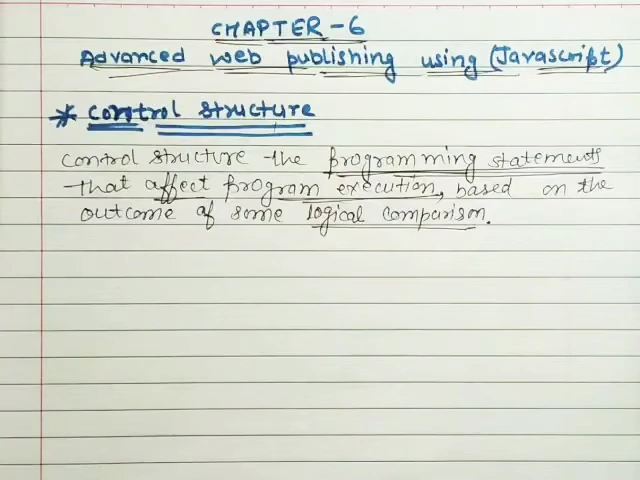 CHAPTER - 6
Advanced web publishing using (Javascript)
* Control structure
Control structure the programming statements
that affect program execution, based on the
outcome of some logical comparison.